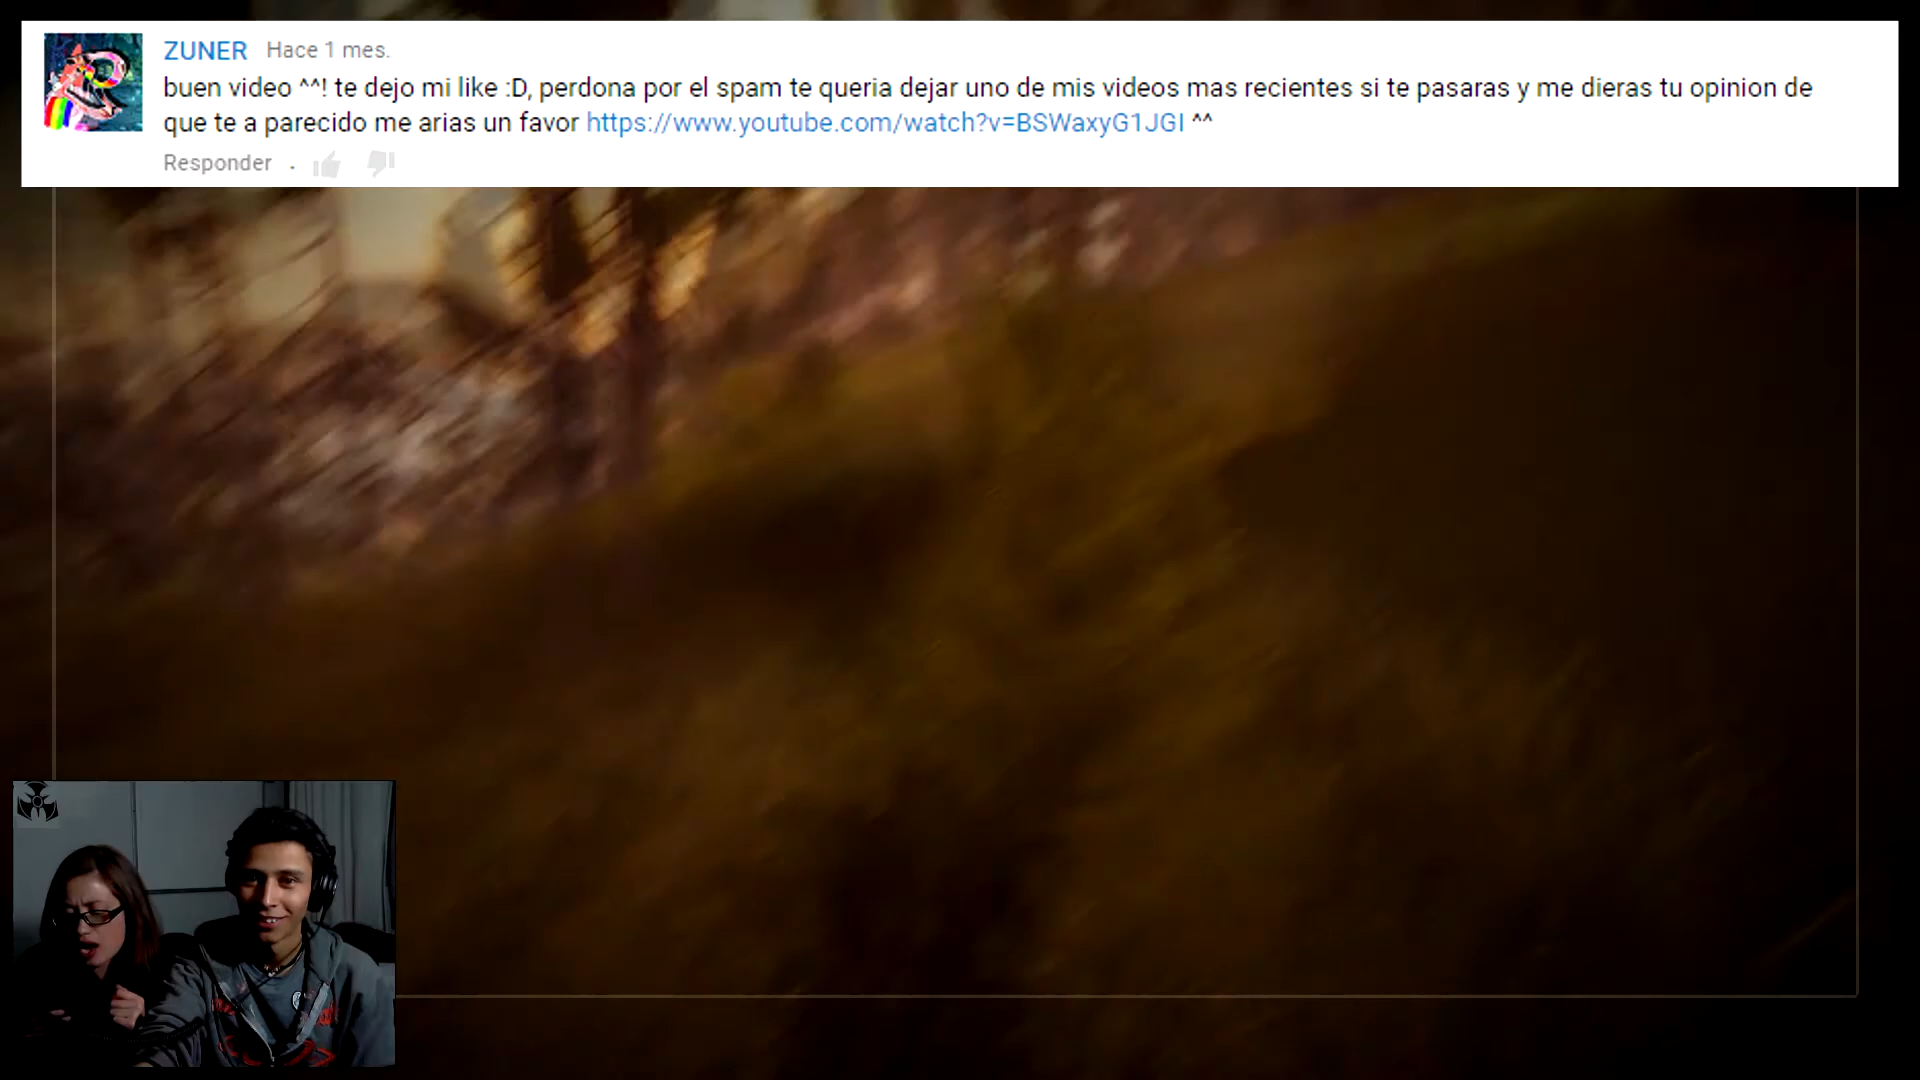 ZUNER Hace 1 mes.
buen video ^^! te dejo mi like :D, perdona por el spam te queria dejar uno de mis videos mas recientes si te pasaras y me dieras tu opinion de
que te a parecido me arias un favor https://www.youtube.com/watch?v=BSWaxyG1JGI ^^
Responder .